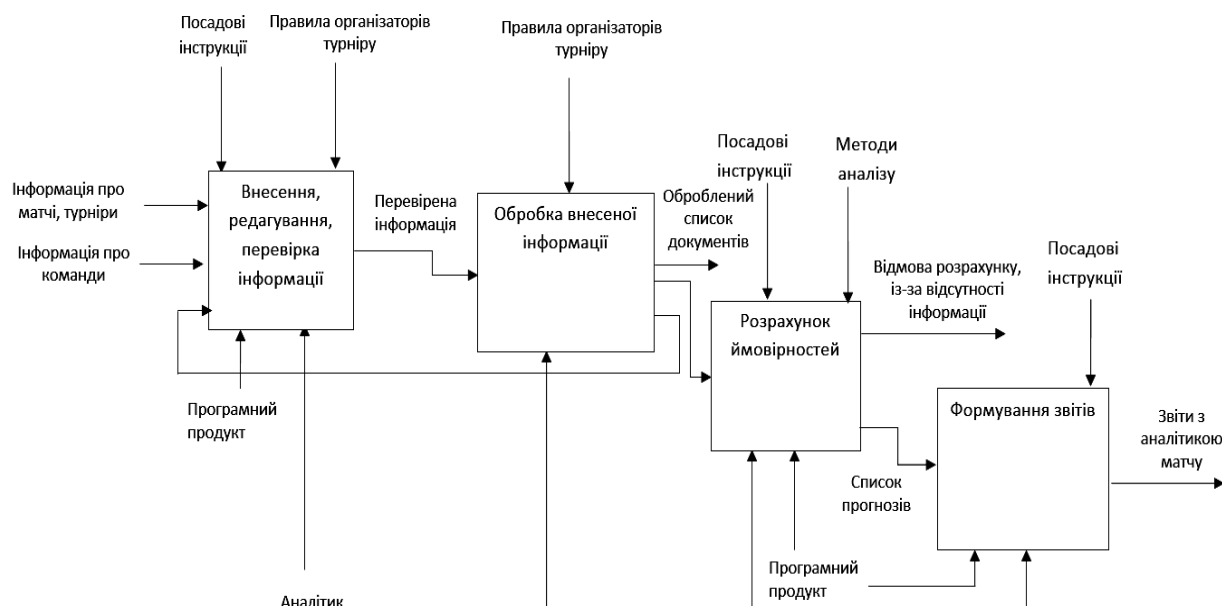 Посадові
інструкції
Правила організаторів
турніру
Правила організаторів
турніру
Інформація про
матчі, турніри
Інформація про
команди
Внесення,
редагування,
перевірка
інформації
Перевірена
інформація
Обробка внесеної
інформації
Оброблений
список
документів
Посадові
інструкції
Методи
аналізу
Розрахунок
ймовірностей
Відмова розрахунку,
із-за відсутності
інформації
Посадові
інструкції
Формування звітів
Звіти з
аналітикою
матчу
Список
прогнозів
Програмний
продукт
Програмний
продукт
Аналітик